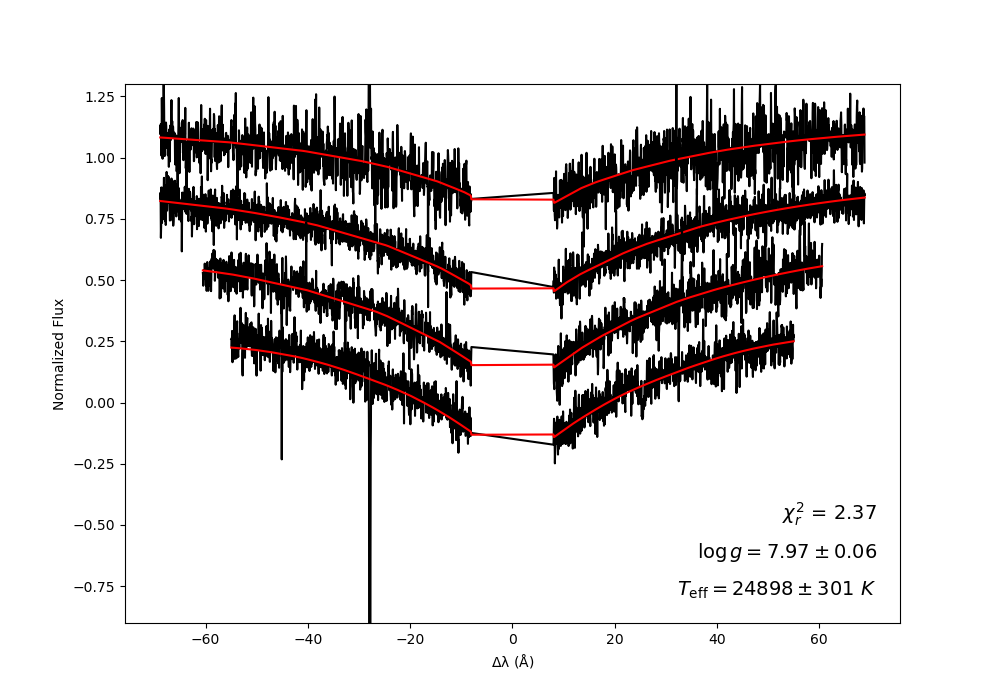 Normalized Flux
1.25
1.00
0.75
0.50
0.25
0.00
−0.25
−0.50
−0.75
χ²ᵣ = 2.37
log g = 7.97 ± 0.06
T_eff = 24898 ± 301 K
−60 −40 −20 0 20 40 60
Δλ (Å)